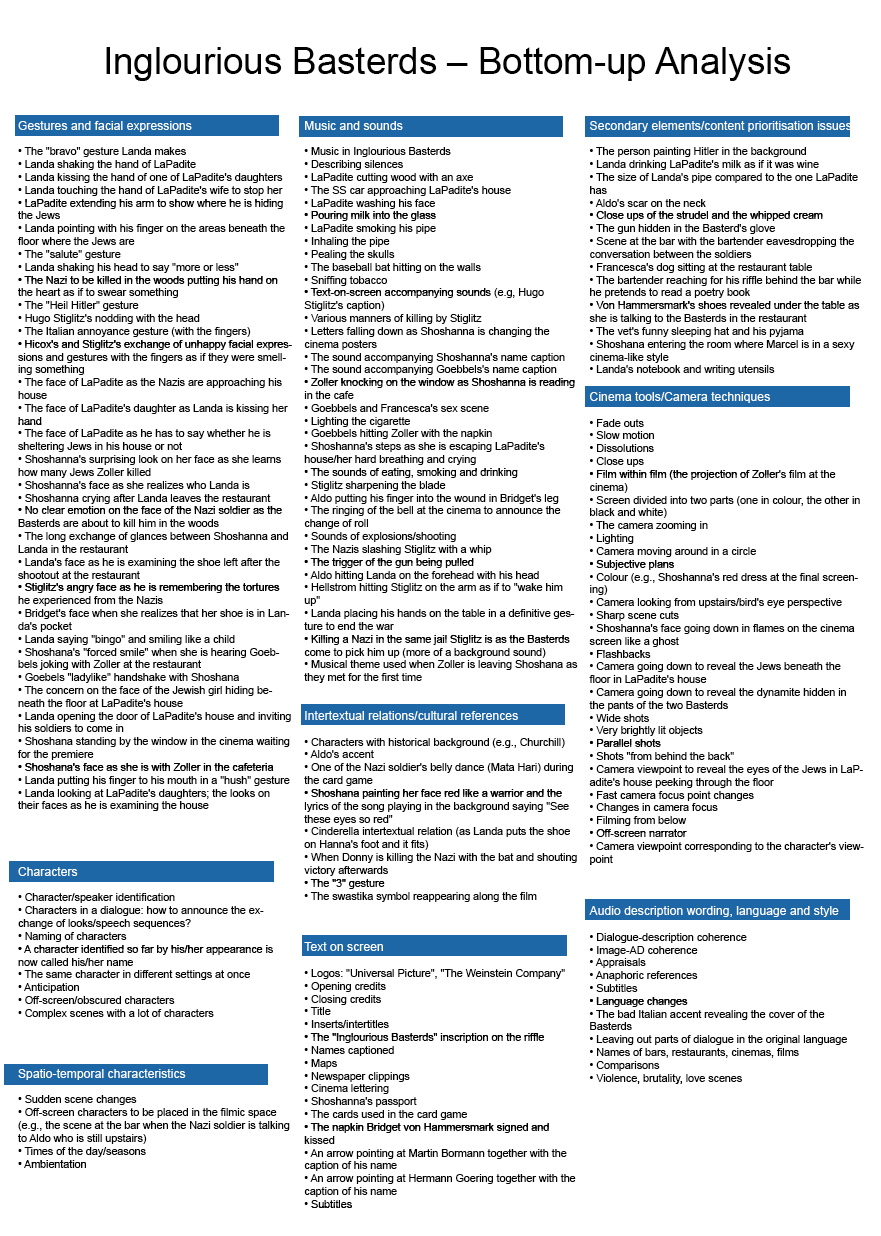 Inglourious Basterds – Bottom-up Analysis
Gestures and facial expressions
• The "bravo" gesture Landa makes
• Landa shaking the hand of LaPadite
• Landa kissing the hand of one of LaPadite's daughters
• Landa touching the hand of LaPadite's wife to stop her
• LaPadite extending his arm to show where he is hiding
the Jews
• Landa pointing with his finger on the areas beneath the
floor where the Jews are
• The "salute" gesture
• Landa shaking his head to say "more or less"
• The Nazi to be killed in the woods putting his hand on
the heart as if to swear something
• The "Heil Hitler" gesture
• Hugo Stiglitz's nodding with the head
• The Italian annoyance gesture (with the fingers)
• Hicox's and Stiglitz's exchange of unhappy facial expres-
sions and gestures with the fingers as if they were smell-
ing something
• The face of LaPadite as the Nazis are approaching his
house
• The face of LaPadite's daughter as Landa is kissing her
hand
• The face of LaPadite as he has to say whether he is
sheltering Jews in his house or not
• Shoshanna's surprising look on her face as she learns
how many Jews Zoller killed
• Shoshanna's face as she realizes who Landa is
• Shoshanna crying after Landa leaves the restaurant
• No clear emotion on the face of the Nazi soldier as the
Basterds are about to kill him in the woods
• The long exchange of glances between Shoshanna and
Landa in the restaurant
• Landa's face as he is examining the shoe left after the
shootout at the restaurant
• Stiglitz's angry face as he is remembering the tortures
he experienced from the Nazis
• Bridget's face when she realizes that her shoe is in Lan-
da's pocket
• Landa saying "bingo" and smiling like a child
• Shoshana's "forced smile" when she is hearing Goeb-
bels joking with Zoller at the restaurant
• Goebels "ladylike" handshake with Shoshana
• The concern on the face of the Jewish girl hiding be-
neath the floor at LaPadite's house
• Landa opening the door of LaPadite's house and inviting
his soldiers to come in
• Shoshana standing by the window in the cinema waiting
for the premiere
• Shoshana's face as she is with Zoller in the cafeteria
• Landa putting his finger to his mouth in a "hush" gesture
• Landa looking at LaPadite's daughters; the looks on
their faces as he is examining the house
Characters
• Character/speaker identification
• Characters in a dialogue: how to announce the ex-
change of looks/speech sequences?
• Naming of characters
• A character identified so far by his/her appearance is
now called his/her name
• The same character in different settings at once
• Anticipation
• Off-screen/obscured characters
• Complex scenes with a lot of characters
Spatio-temporal characteristics
• Sudden scene changes
• Off-screen characters to be placed in the filmic space
(e.g., the scene at the bar when the Nazi soldier is talking
to Aldo who is still upstairs)
• Times of the day/seasons
• Ambientation
Music and sounds
• Music in Inglourious Basterds
• Describing silences
• LaPadite cutting wood with an axe
• The SS car approaching LaPadite's house
• LaPadite washing his face
• Pouring milk into the glass
• LaPadite smoking his pipe
• Inhaling the pipe
• Pealing the skulls
• The baseball bat hitting on the walls
• Sniffing tobacco
• Text-on-screen accompanying sounds (e.g, Hugo
Stiglitz's caption)
• Various manners of killing by Stiglitz
• Letters falling down as Shoshanna is changing the
cinema posters
• The sound accompanying Shoshanna's name caption
• The sound accompanying Goebbels's name caption
• Zoller knocking on the window as Shoshanna is reading
in the cafe
• Goebbels and Francesca's sex scene
• Lighting the cigarette
• Goebbels hitting Zoller with the napkin
• Shoshanna's steps as she is escaping LaPadite's
house/her hard breathing and crying
• The sounds of eating, smoking and drinking
• Stiglitz sharpening the blade
• Aldo putting his finger into the wound in Bridget's leg
• The ringing of the bell at the cinema to announce the
change of roll
• Sounds of explosions/shooting
• The Nazis slashing Stiglitz with a whip
• The trigger of the gun being pulled
• Aldo hitting Landa on the forehead with his head
• Hellstrom hitting Stiglitz on the arm as if to "wake him
up"
• Landa placing his hands on the table in a definitive ges-
ture to end the war
• Killing a Nazi in the same jail! Stiglitz is as the Basterds
come to pick him up (more of a background sound)
• Musical theme used when Zoller is leaving Shoshana as
they met for the first time
Intertextual relations/cultural references
• Characters with historical background (e.g., Churchill)
• Aldo's accent
• One of the Nazi soldier's belly dance (Mata Hari) during
the card game
• Shoshana painting her face red like a warrior and the
lyrics of the song playing in the background saying "See
these eyes so red"
• Cinderella intertextual relation (as Landa puts the shoe
on Hanna's foot and it fits)
• When Donny is killing the Nazi with the bat and shouting
victory afterwards
• The "3" gesture
• The swastika symbol reappearing along the film
Text on screen
• Logos: "Universal Picture", "The Weinstein Company"
• Opening credits
• Closing credits
• Title
• Inserts/intertitles
• The "Inglourious Basterds" inscription on the riffle
• Names captioned
• Maps
• Newspaper clippings
• Cinema lettering
• Shoshanna's passport
• The cards used in the card game
• The napkin Bridget von Hammersmark signed and
kissed
• An arrow pointing at Martin Bormann together with the
caption of his name
• An arrow pointing at Hermann Goering together with the
caption of his name
• Subtitles
Secondary elements/content prioritisation issues
• The person painting Hitler in the background
• Landa drinking LaPadite's milk as if it was wine
• The size of Landa's pipe compared to the one LaPadite
has
• Aldo's scar on the neck
• Close ups of the strudel and the whipped cream
• The gun hidden in the Basterd's glove
• Scene at the bar with the bartender eavesdropping the
conversation between the soldiers
• Francesca's dog sitting at the restaurant table
• The bartender reaching for his riffle behind the bar while
he pretends to read a poetry book
• Von Hammersmark's shoes revealed under the table as
she is talking to the Basterds in the restaurant
• The vet's funny sleeping hat and his pyjama
• Shoshana entering the room where Marcel is in a sexy
cinema-like style
• Landa's notebook and writing utensils
Cinema tools/Camera techniques
• Fade outs
• Slow motion
• Dissolutions
• Close ups
• Film within film (the projection of Zoller's film at the
cinema)
• Screen divided into two parts (one in colour, the other in
black and white)
• The camera zooming in
• Lighting
• Camera moving around in a circle
• Subjective plans
• Colour (e.g., Shoshanna's red dress at the final screen-
ing)
• Camera looking from upstairs/bird's eye perspective
• Sharp scene cuts
• Shoshanna's face going down in flames on the cinema
screen like a ghost
• Flashbacks
• Camera going down to reveal the Jews beneath the
floor in LaPadite's house
• Camera going down to reveal the dynamite hidden in
the pants of the two Basterds
• Wide shots
• Very brightly lit objects
• Parallel shots
• Shots "from behind the back"
• Camera viewpoint to reveal the eyes of the Jews in LaP-
adite's house peeking through the floor
• Fast camera focus point changes
• Changes in camera focus
• Filming from below
• Off-screen narrator
• Camera viewpoint corresponding to the character's view-
point
Audio description wording, language and style
• Dialogue-description coherence
• Image-AD coherence
• Appraisals
• Anaphoric references
• Subtitles
• Language changes
• The bad Italian accent revealing the cover of the
Basterds
• Leaving out parts of dialogue in the original language
• Names of bars, restaurants, cinemas, films
• Comparisons
• Violence, brutality, love scenes